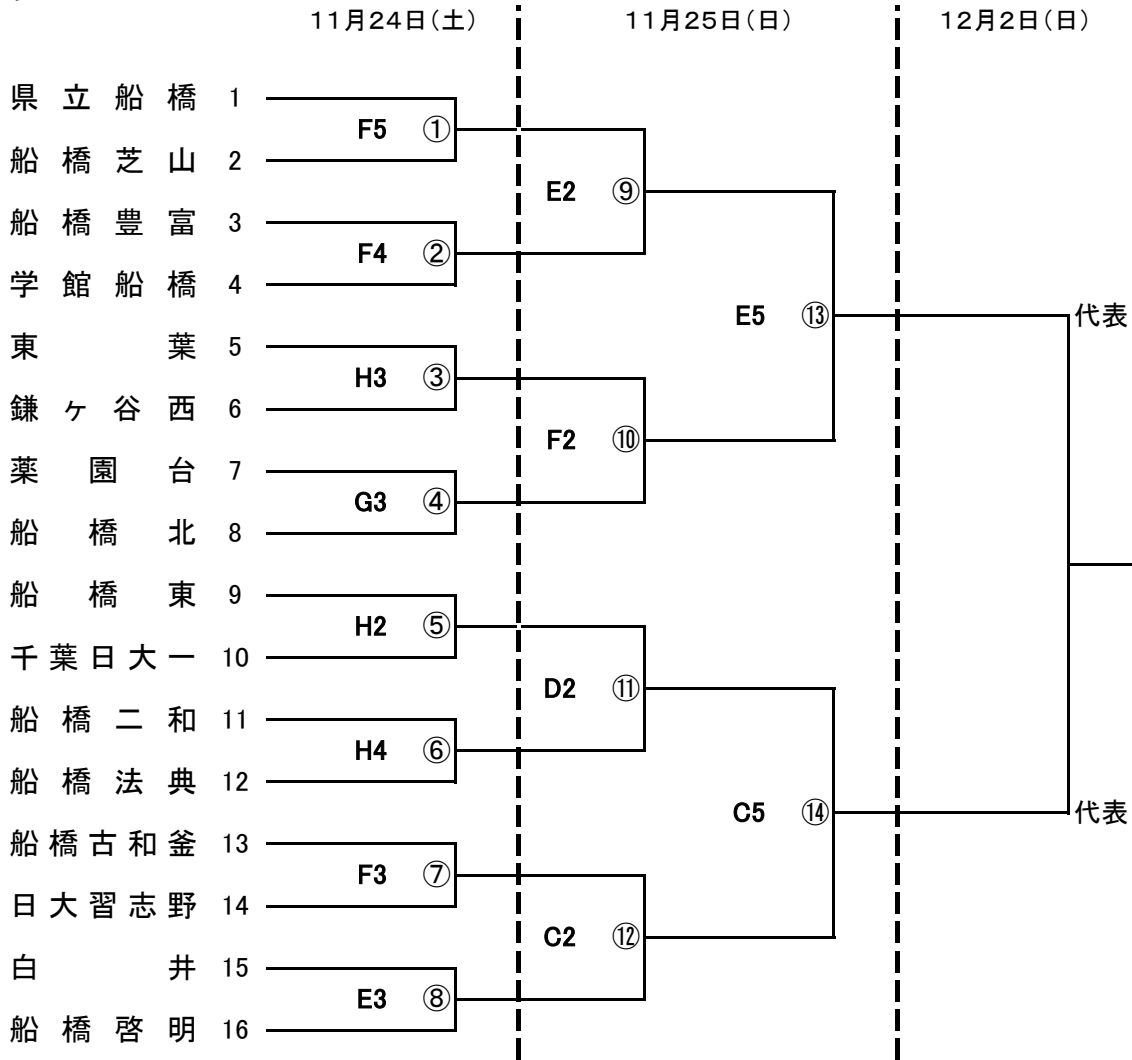 11月24日(土) 11月25日(日) 12月2日(日)
県立船橋 1
F5 ①
船橋芝山 2
E2 ⑨
船橋豊富 3
F4 ②
学館船橋 4
E5 ⑬ 代表
東葉 5
H3 ③
鎌ヶ谷西 6
F2 ⑩
薬園台 7
G3 ④
船橋北 8
船橋東 9
H2 ⑤
千葉日大一 10
D2 ⑪
船橋二和 11
H4 ⑥
船橋法典 12
C5 ⑭ 代表
船橋古和釜 13
F3 ⑦
日大習志野 14
C2 ⑫
白井 15
E3 ⑧
船橋啓明 16